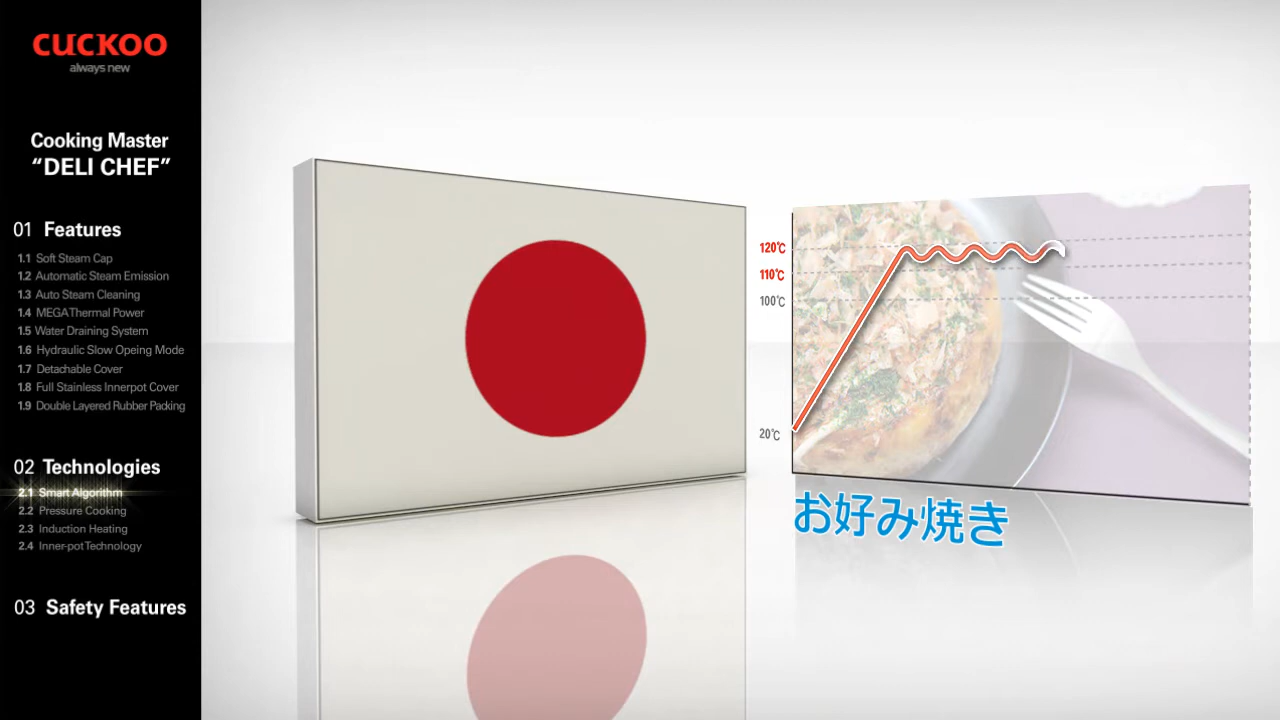 CUCKOO
always new
Cooking Master
“DELI CHEF”
01 Features
1.1 Soft Steam Cap
1.2 Automatic Steam Emission
1.3 Auto Steam Cleaning
1.4 MEGA Thermal Power
1.5 Water Draining System
1.6 Hydraulic Slow Opeing Mode
1.7 Detachable Cover
1.8 Full Stainless Innerpot Cover
1.9 Double Layered Rubber Packing
02 Technologies
2.1 Smart Algorithm
2.2 Pressure Cooking
2.3 Induction Heating
2.4 Inner-pot Technology
03 Safety Features
120℃
110℃
100℃
20℃
お好み焼き